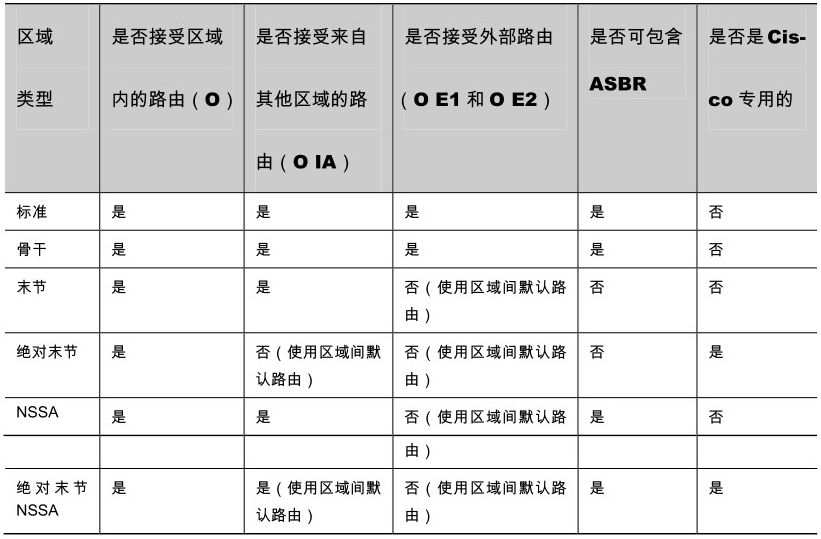 区域 是否接受区域 是否接受来自 是否接受外部路由 是否可包含 是否是Cis-
类型 内的路由（O） 其他区域的路 （O E1 和 O E2） ASBR co 专用的
由（O IA）
标准 是 是 是 是 否
骨干 是 是 是 是 否
末节 是 是 否（使用区域间默认路 否 否
由）
绝对末节 是 否（使用区域间默 否（使用区域间默认路 否 是
认路由） 由）
NSSA 是 是 否（使用区域间默认路 是 否
由）
绝对末节 是 是（使用区域间默 否（使用区域间默认路 是 是
NSSA 认路由） 由）